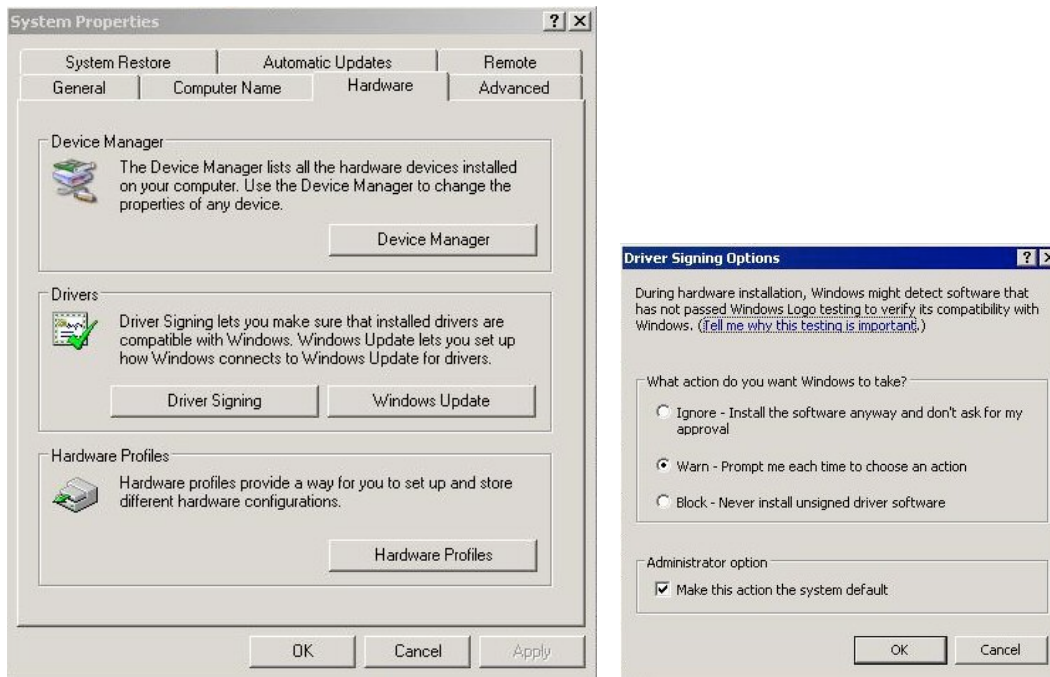 System Properties
System Restore
Automatic Updates
Remote
General
Computer Name
Hardware
Advanced
Device Manager
The Device Manager lists all the hardware devices installed
on your computer. Use the Device Manager to change the
properties of any device.
Device Manager
Drivers
Driver Signing lets you make sure that installed drivers are
compatible with Windows. Windows Update lets you set up
how Windows connects to Windows Update for drivers.
Driver Signing
Windows Update
Hardware Profiles
Hardware profiles provide a way for you to set up and store
different hardware configurations.
Hardware Profiles
OK
Cancel
Apply
Driver Signing Options
During hardware installation, Windows might detect software that
has not passed Windows Logo testing to verify its compatibility with
Windows. (Tell me why this testing is important.)
What action do you want Windows to take?
Ignore - Install the software anyway and don't ask for my
approval
Warn - Prompt me each time to choose an action
Block - Never install unsigned driver software
Administrator option
Make this action the system default
OK
Cancel